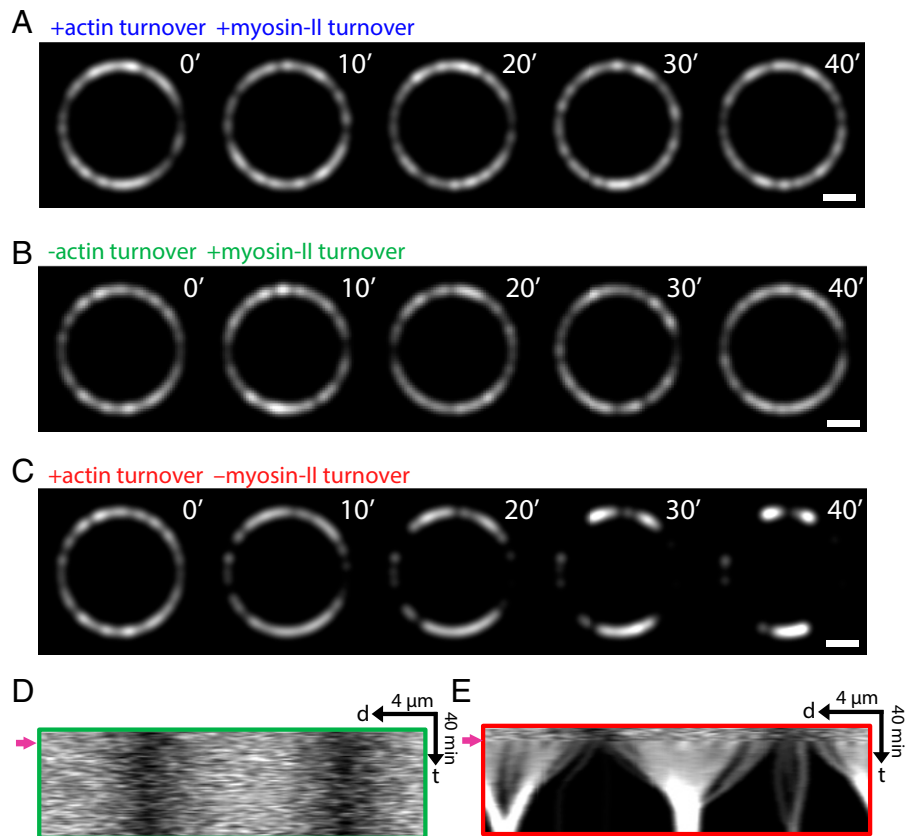 A
+actin turnover +myosin-II turnover
0′ 10′ 20′ 30′ 40′
B
-actin turnover +myosin-II turnover
0′ 10′ 20′ 30′ 40′
C
+actin turnover –myosin-II turnover
0′ 10′ 20′ 30′ 40′
D
d
4 μm
40 min
t
E
d
4 μm
40 min
t